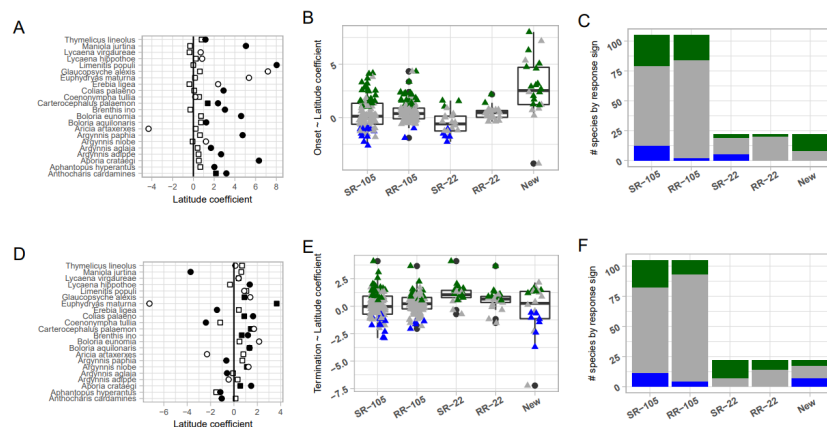 A
Thymelicus lineolus
Maniola jurtina
Lycaena virgaureae
Lycaena hippothoe
Limenitis populi
Glaucopsyche alexis
Euphydryas maturna
Erebia ligea
Colias palaeno
Coenonympha tullia
Carterocephalus palaemon
Brenthis ino
Boloria eunomia
Boloria aquilonaris
Aricia artaxerxes
Argynnis paphia
Argynnis niobe
Argynnis aglaja
Argynnis adippe
Aporia crataegi
Aphantopus hyperantus
Anthocharis cardamines
−4 −2 0 2 4 6 8
Latitude coefficient
B
Onset ~ Latitude coefficient
5
0
SR−105 RR−105 SR−22 RR−22 New
C
# species by response sign
100
75
50
25
0
SR−105 RR−105 SR−22 RR−22 New
D
Thymelicus lineolus
Maniola jurtina
Lycaena virgaureae
Lycaena hippothoe
Limenitis populi
Glaucopsyche alexis
Euphydryas maturna
Erebia ligea
Colias palaeno
Coenonympha tullia
Carterocephalus palaemon
Brenthis ino
Boloria eunomia
Boloria aquilonaris
Aricia artaxerxes
Argynnis paphia
Argynnis niobe
Argynnis aglaja
Argynnis adippe
Aporia crataegi
Aphantopus hyperantus
Anthocharis cardamines
−6 −4 −2 0 2 4
Latitude coefficient
E
Termination ~ Latitude coefficient
2.5
0.0
−2.5
−5.0
−7.5
SR−105 RR−105 SR−22 RR−22 New
F
# species by response sign
100
75
50
25
0
SR−105 RR−105 SR−22 RR−22 New